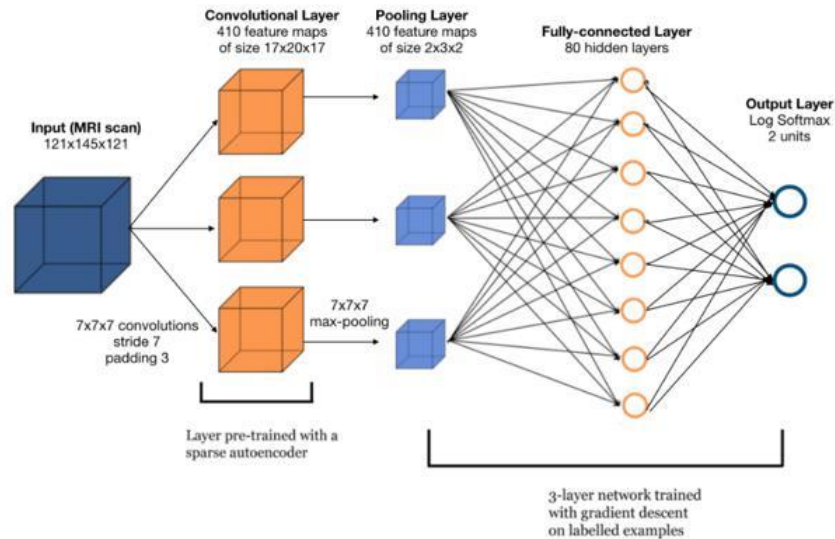 Convolutional Layer
410 feature maps
of size 17x20x17
Pooling Layer
410 feature maps
of size 2x3x2
Fully-connected Layer
80 hidden layers
Output Layer
Log Softmax
2 units
Input (MRI scan)
121x145x121
7x7x7 convolutions
stride 7
padding 3
7x7x7
max-pooling
Layer pre-trained with a
sparse autoencoder
3-layer network trained
with gradient descent
on labelled examples